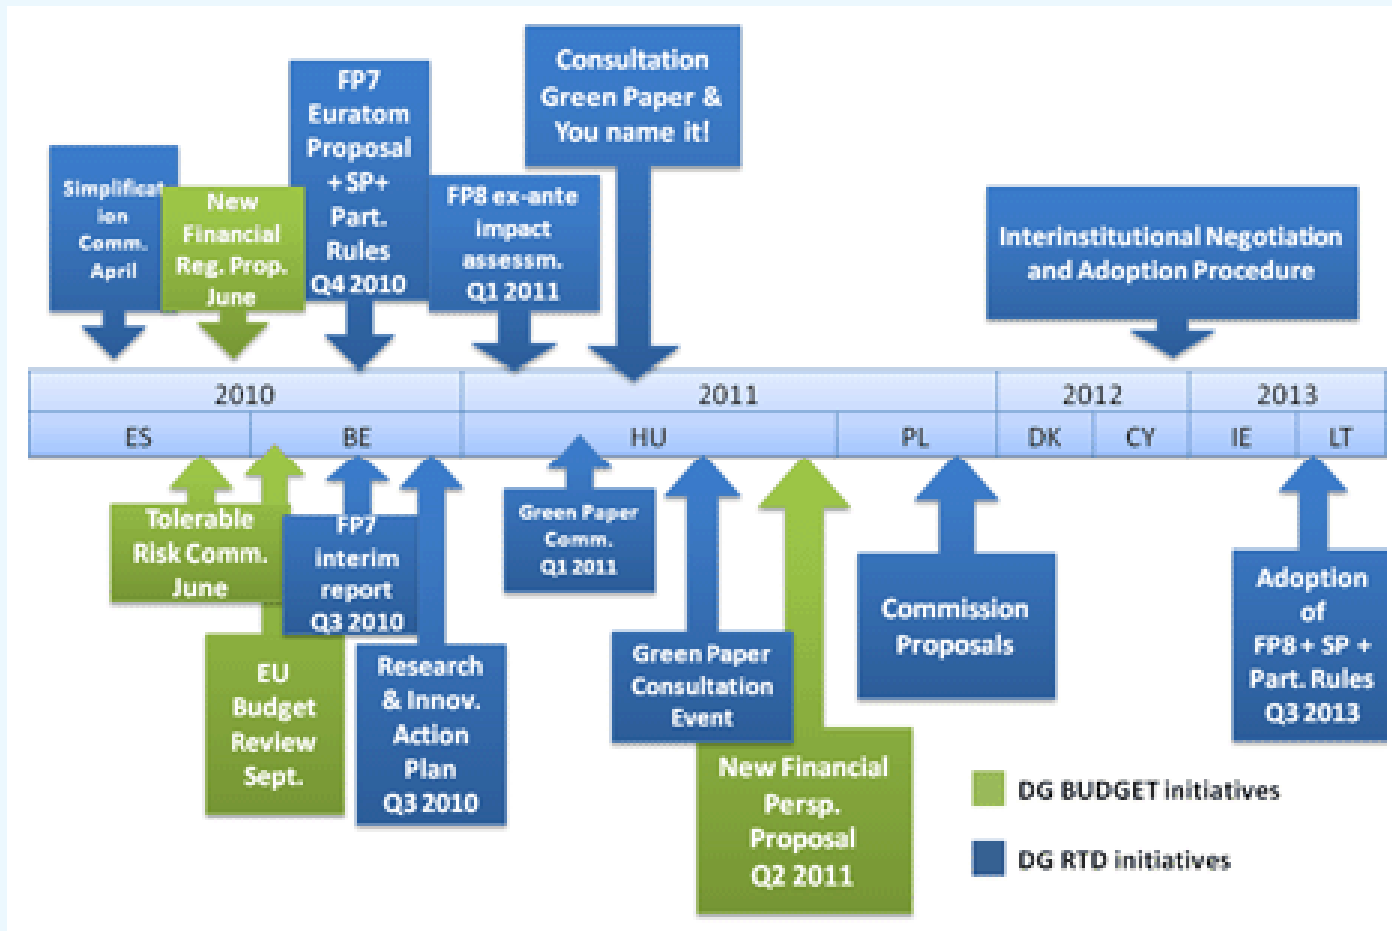 Simplificat
ion
Comm.
April
New
Financial
Reg. Prop.
June
FP7
Euratom
Proposal
+ SP+
Part.
Rules
Q4 2010
FP8 ex-ante
impact
assessm.
Q1 2011
Consultation
Green Paper &
You name it!
Interinstitutional Negotiation
and Adoption Procedure
2010
2011
2012
2013
ES
BE
HU
PL
DK
CY
IE
LT
Tolerable
Risk Comm.
June
EU
Budget
Review
Sept.
FP7
interim
report
Q3 2010
Research
& Innov.
Action
Plan
Q3 2010
Green Paper
Comm.
Q1 2011
Green Paper
Consultation
Event
New Financial
Persp.
Proposal
Q2 2011
Commission
Proposals
Adoption
of
FP8 + SP +
Part. Rules
Q3 2013
DG BUDGET initiatives
DG RTD initiatives